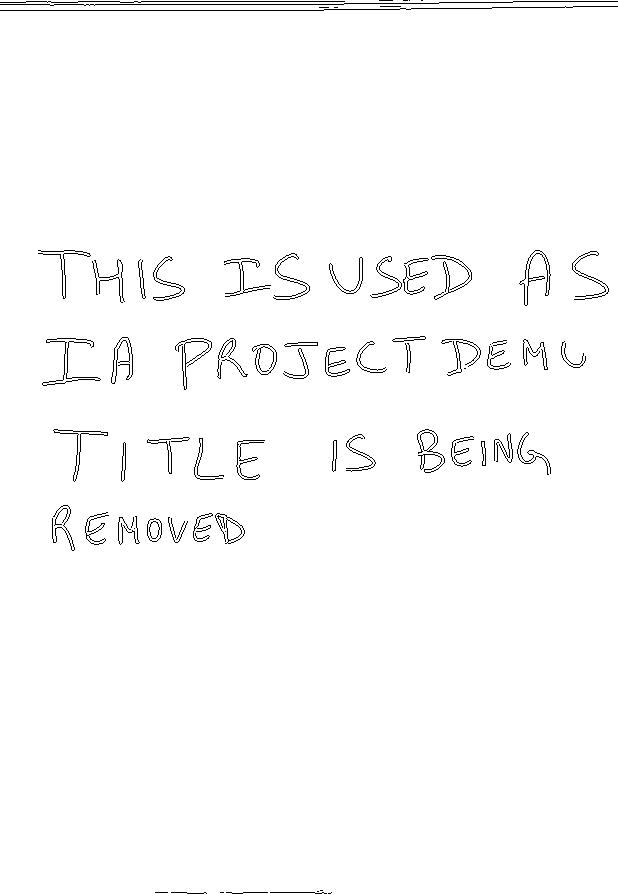 THIS IS USED AS
IA PROJECT DEMU
TITLE IS BEING
REMOVED